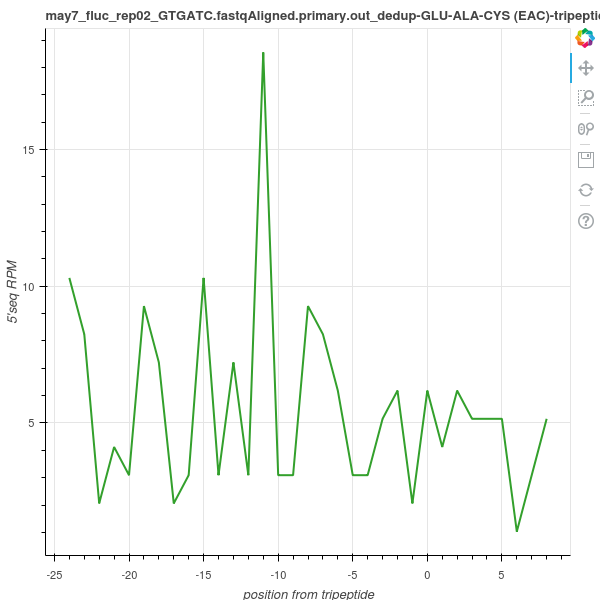 may7_fluc_rep02_GTGATC.fastqAligned.primary.out_dedup-GLU-ALA-CYS (EAC)-tripeptic
5'seq RPM
15
10
5
-25 -20 -15 -10 -5 0 5
position from tripeptide